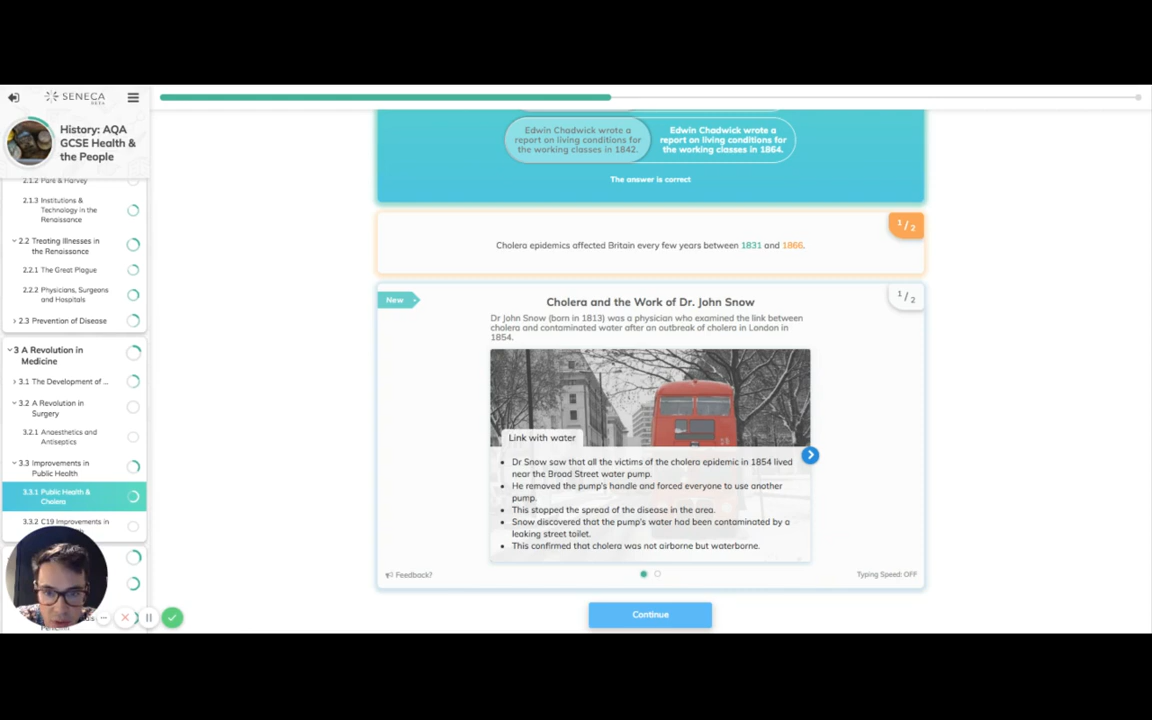 SENECA
BETA
History: AQA
GCSE Health &
the People
2.1.2 Pare & Harvey
2.1.3 Institutions &
Technology in the
Renaissance
2.2 Treating Illnesses in
the Renaissance
2.2.1 The Great Plague
2.2.2 Physicians, Surgeons
and Hospitals
2.3 Prevention of Disease
3 A Revolution in
Medicine
3.1 The Development of ...
3.2 A Revolution in
Surgery
3.2.1 Anaesthetics and
Antiseptics
3.3 Improvements in
Public Health
3.3.1 Public Health &
Cholera
3.3.2 C19 Improvements in
Edwin Chadwick wrote a
report on living conditions for
the working classes in 1842.
Edwin Chadwick wrote a
report on living conditions for
the working classes in 1864.
The answer is correct
1/2
Cholera epidemics affected Britain every few years between 1831 and 1866.
New
1/2
Cholera and the Work of Dr. John Snow
Dr John Snow (born in 1813) was a physician who examined the link between
cholera and contaminated water after an outbreak of cholera in London in
1854.
Link with water
• Dr Snow saw that all the victims of the cholera epidemic in 1854 lived
near the Broad Street water pump.
• He removed the pump's handle and forced everyone to use another
pump.
• This stopped the spread of the disease in the area.
• Snow discovered that the pump's water had been contaminated by a
leaking street toilet.
• This confirmed that cholera was not airborne but waterborne.
Feedback?
Typing Speed: OFF
Continue